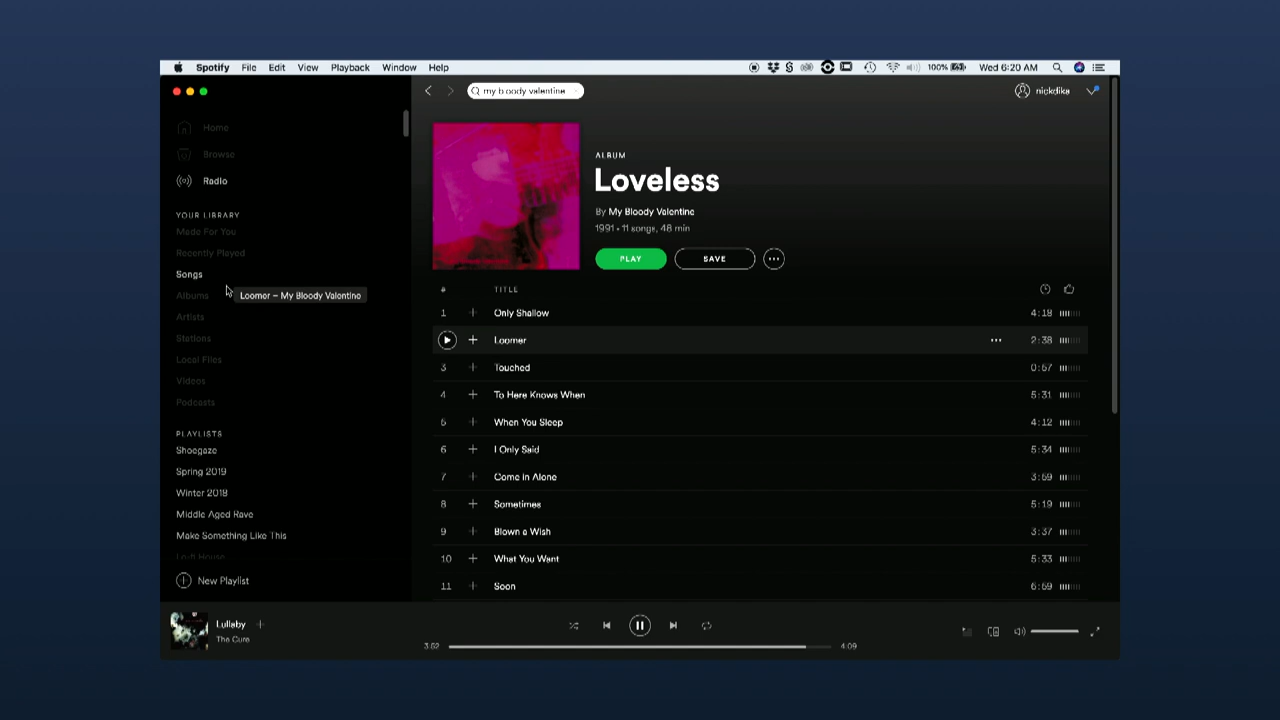 Spotify File Edit View Playback Window Help 100% Wed 6:20 AM
my bloody valentine
nickdika
Home
Browse
Radio
YOUR LIBRARY
Made For You
Recently Played
Songs
Albums
Artists
Stations
Local Files
Videos
Podcasts
PLAYLISTS
Shoegaze
Spring 2019
Winter 2018
Middle Aged Rave
Make Something Like This
Lo-fi House
New Playlist
Loomer – My Bloody Valentine
ALBUM
Loveless
By My Bloody Valentine
1991 • 11 songs, 48 min
PLAY SAVE
# TITLE
1 Only Shallow 4:18
Loomer 2:38
3 Touched 0:57
4 To Here Knows When 5:31
5 When You Sleep 4:12
6 I Only Said 5:34
7 Come in Alone 3:59
8 Sometimes 5:19
9 Blown a Wish 3:37
10 What You Want 5:33
11 Soon 6:59
Lullaby
The Cure
3:52 4:09